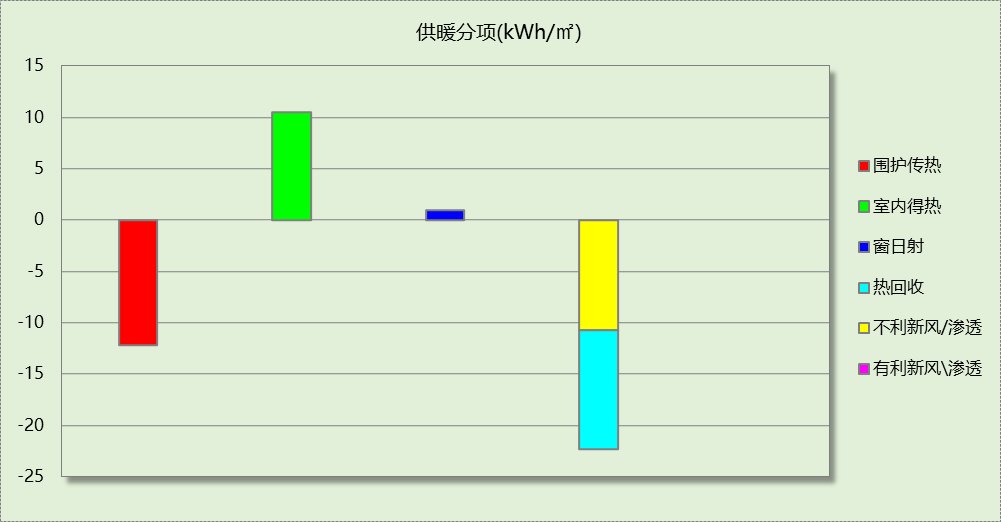 供暖分项(kWh/㎡)
15
10
5
0
-5
-10
-15
-20
-25
围护传热
室内得热
窗日射
热回收
不利新风/渗透
有利新风\渗透